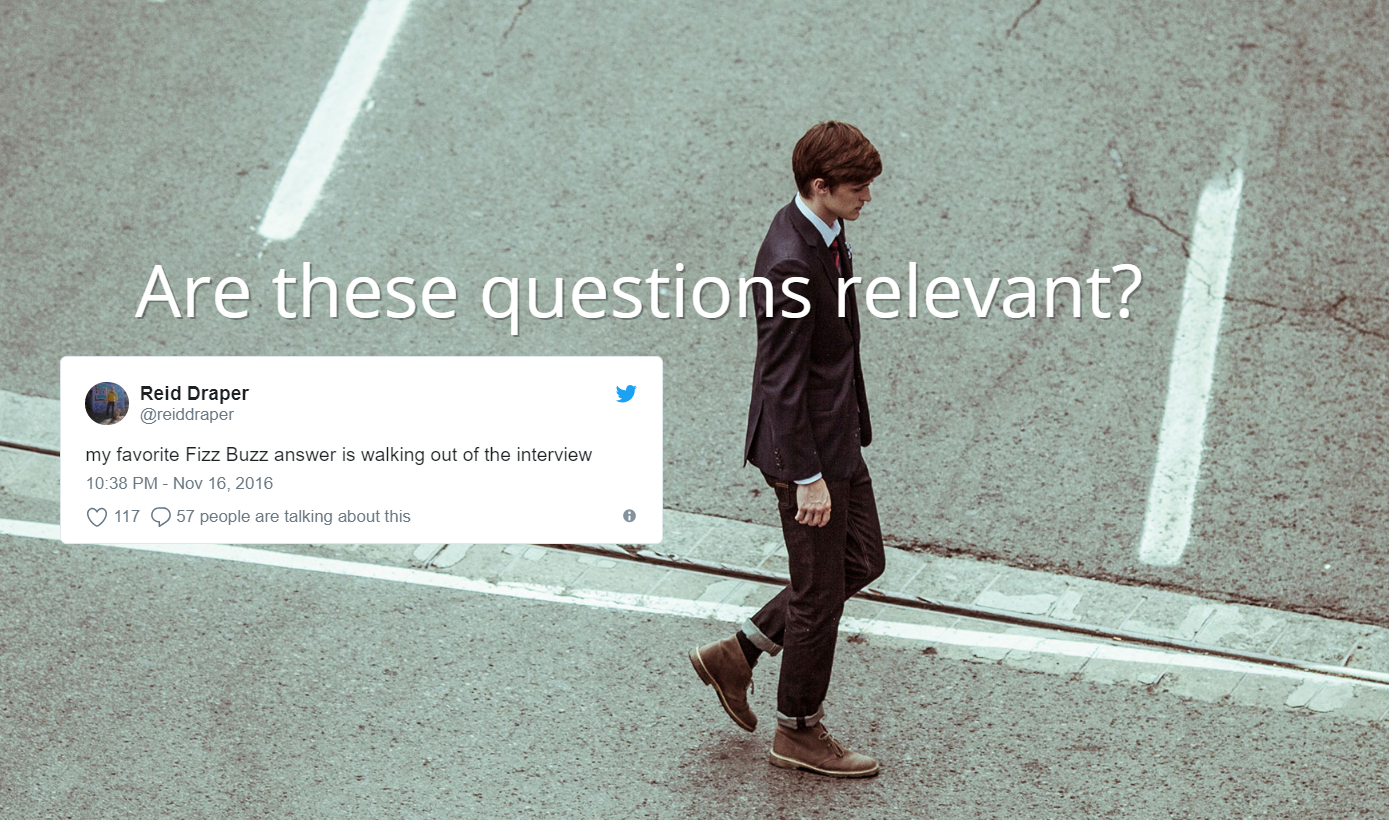 Are these questions relevant?
Reid Draper
@reiddraper
my favorite Fizz Buzz answer is walking out of the interview
10:38 PM - Nov 16, 2016
117 57 people are talking about this